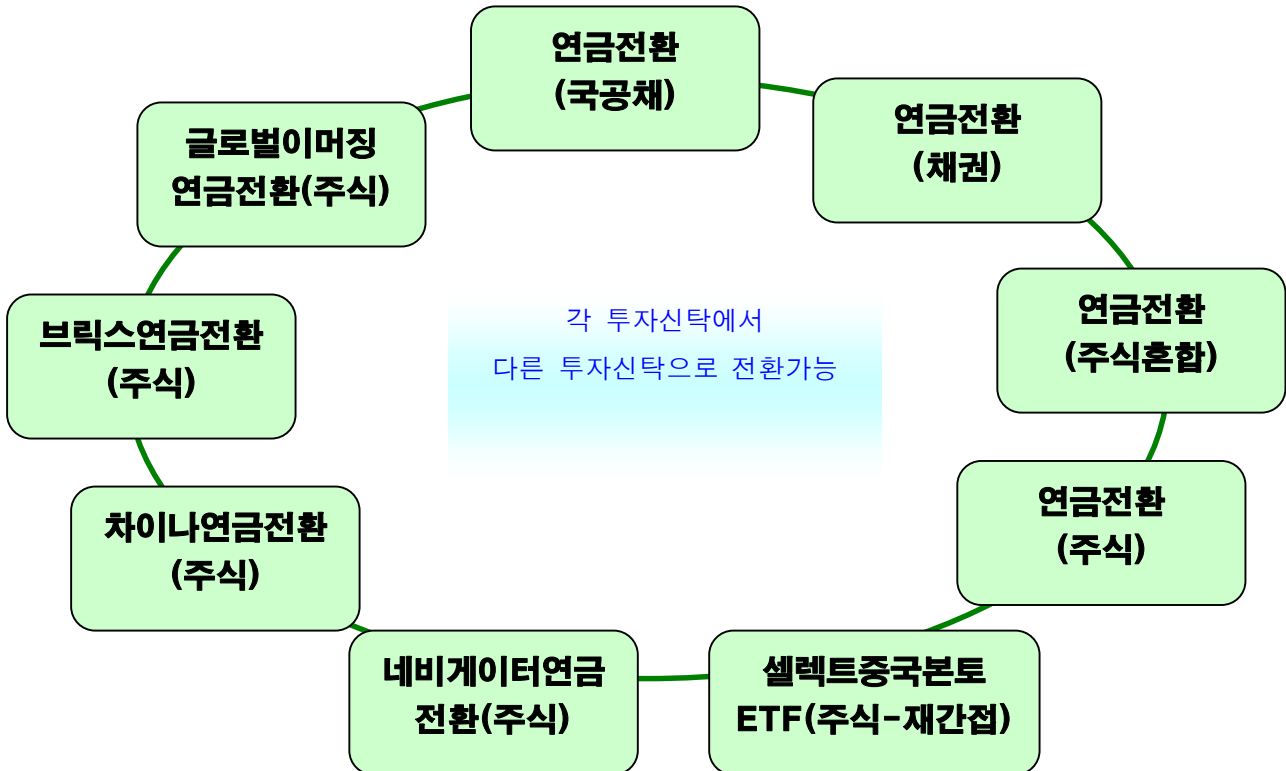 연금전환
(국공채)
연금전환
(채권)
연금전환
(주식혼합)
연금전환
(주식)
셀렉트중국본토
ETF(주식-재간접)
네비게이터연금
전환(주식)
차이나연금전환
(주식)
브릭스연금전환
(주식)
글로벌이머징
연금전환(주식)
각 투자신탁에서
다른 투자신탁으로 전환가능